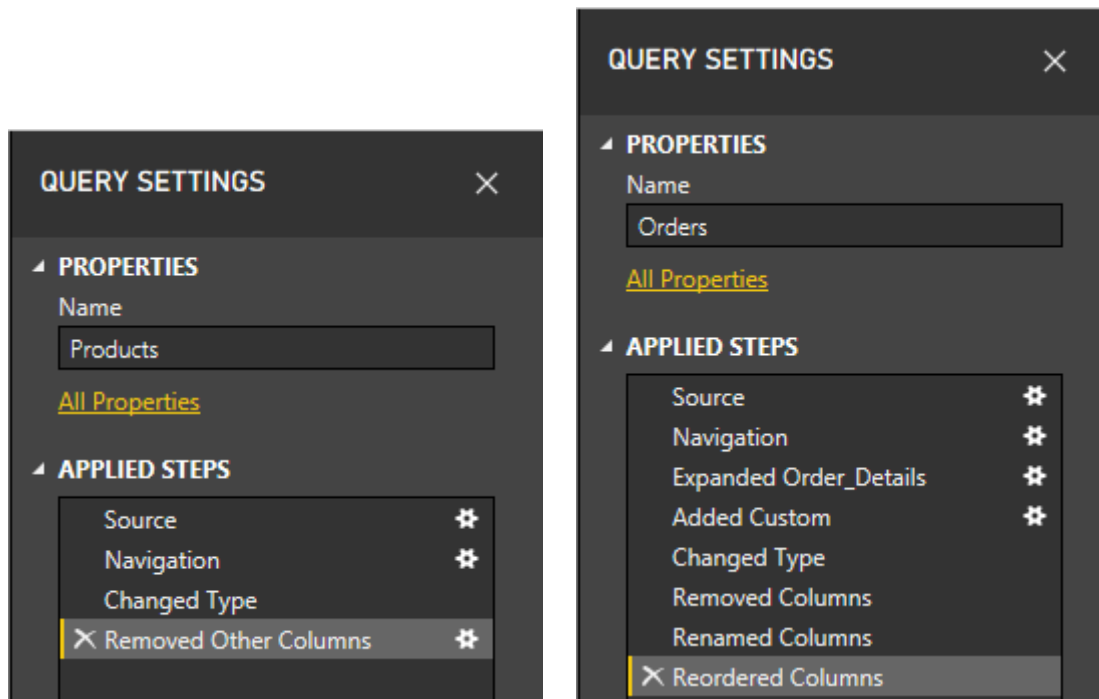 QUERY SETTINGS
PROPERTIES
Name
Products
All Properties
APPLIED STEPS
Source
Navigation
Changed Type
Removed Other Columns
QUERY SETTINGS
PROPERTIES
Name
Orders
All Properties
APPLIED STEPS
Source
Navigation
Expanded Order_Details
Added Custom
Changed Type
Removed Columns
Renamed Columns
Reordered Columns